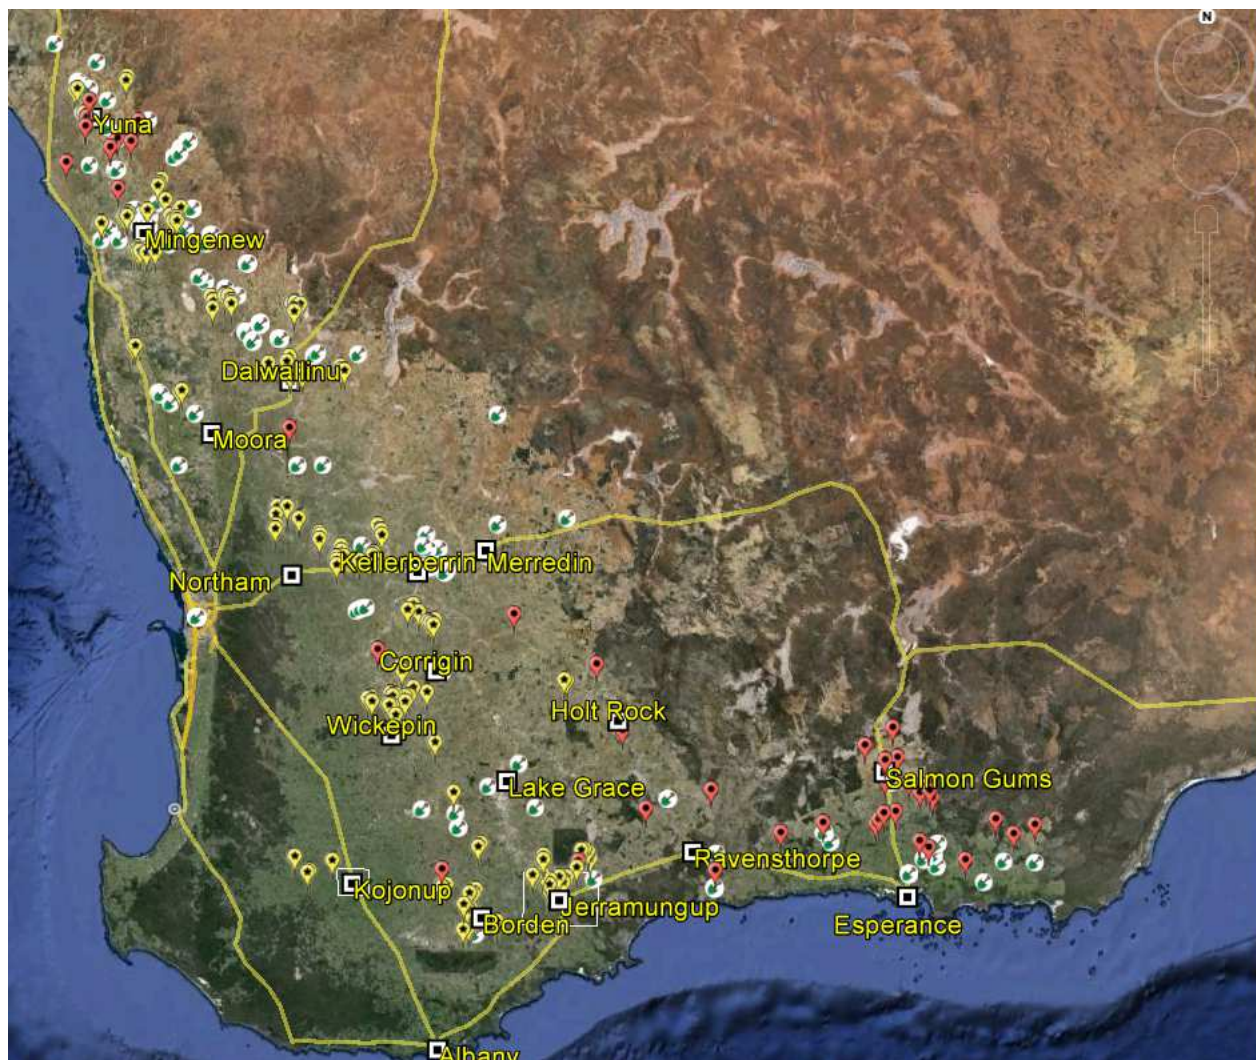 N
Yuna
Mingenew
Dalwallinu
Moora
Kellerberrin Merredin
Northam
Corrigin
Holt Rock
Wickepin
Salmon Gums
Lake Grace
Ravensthorpe
Kojonup
Jerramungup
Borden
Esperance
Albany